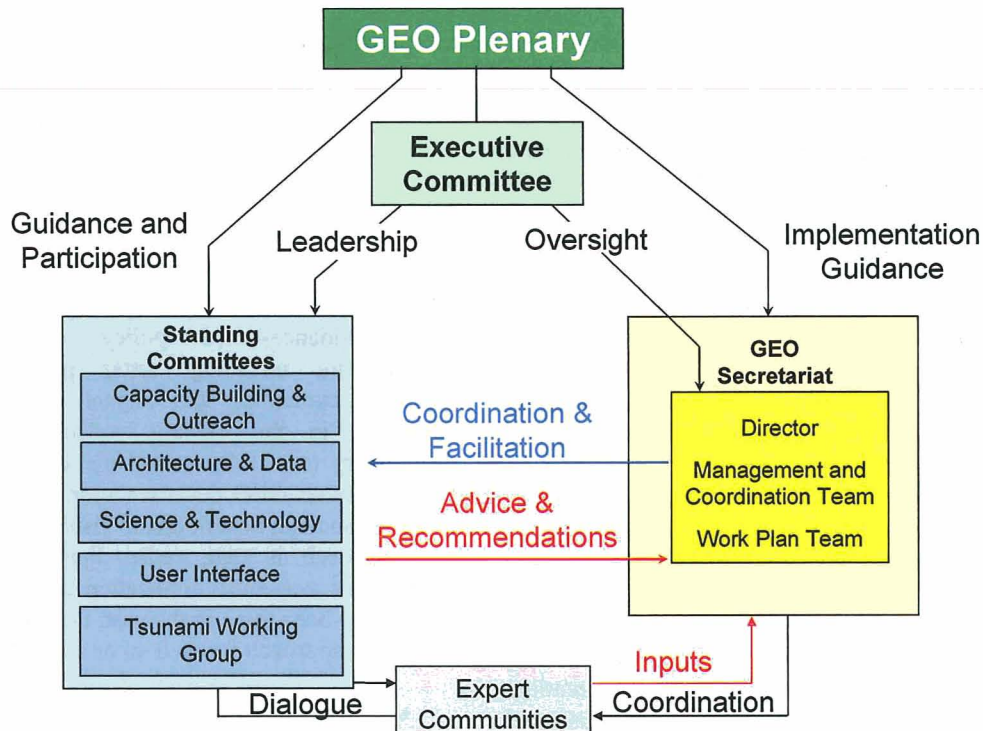 GEO Plenary
Executive
Committee
Guidance and
Participation
Leadership
Oversight
Implementation
Guidance
Standing
Committees
Capacity Building &
Outreach
Architecture & Data
Science & Technology
User Interface
Tsunami Working
Group
Coordination &
Facilitation
Advice &
Recommendations
GEO
Secretariat
Director
Management and
Coordination Team
Work Plan Team
Inputs
Dialogue
Expert
Communities
Coordination